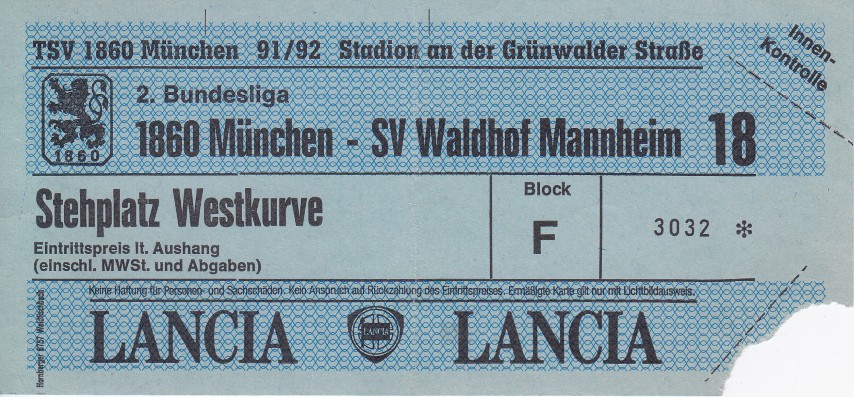 TSV 1860 München 91/92 Stadion an der Grünwalder Straße
Innen-
Kontrolle
2. Bundesliga
1860 München - SV Waldhof Mannheim 18
1860
Stehplatz Westkurve
Eintrittspreis lt. Aushang
(einschl. MWSt. und Abgaben)
Block
F
3032 *
Keine Haftung für Personen- und Sachschäden. Kein Anspruch auf Rückzahlung des Eintrittspreises. Ermäßigte Karte gilt nur mit Lichtbildausweis.
LANCIA LANCIA LANCIA